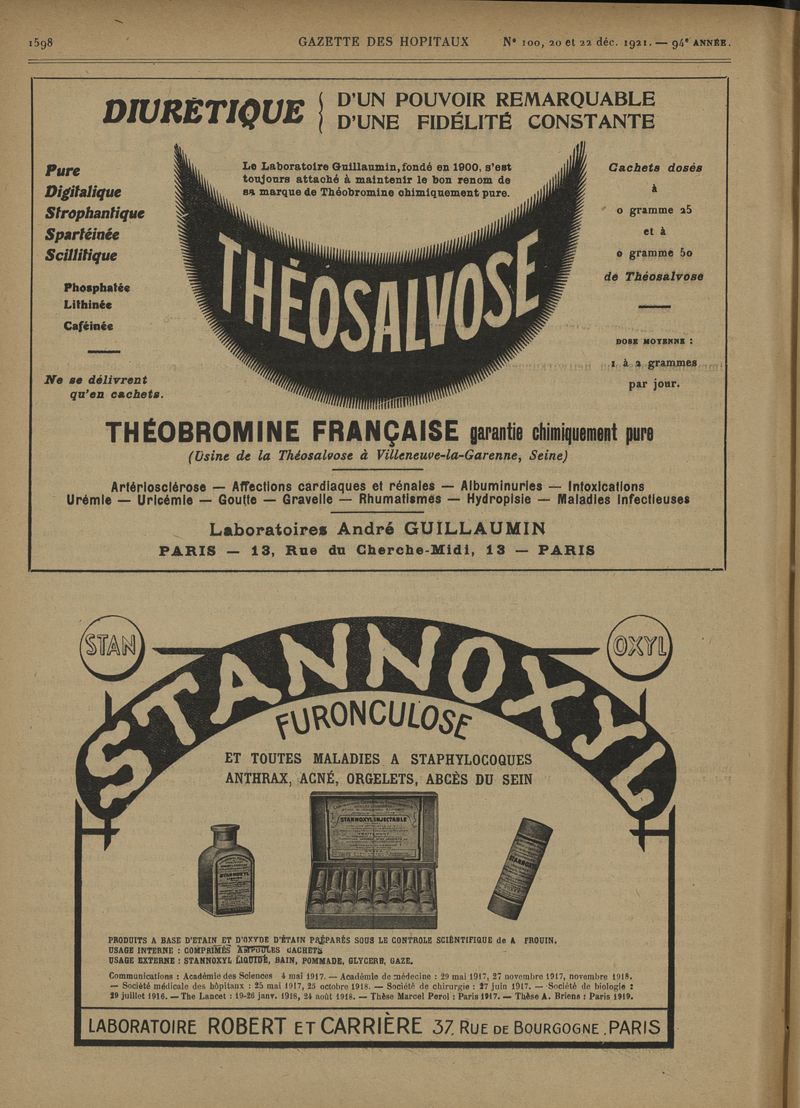 1598 GAZETTE DES HOPITAUX N° 100, 20 et 22 déc. 1921. — 94e ANNÉE.
DIURÉTIQUE { D'UN POUVOIR REMARQUABLE
D'UNE FIDÉLITÉ CONSTANTE
Le Laboratoire Guillaumin, fondé en 1900, s'est
toujours attaché à maintenir le bon renom de
sa marque de Théobromine chimiquement pure.
Pure
Digitalique
Strophantique
Spartéinée
Scillitique
Phosphatée
Lithinée
Caféinée
Ne se délivrent
qu'en cachets.
THÉOSALVOSE
Cachets dosés
à
0 gramme 25
et à
0 gramme 50
de Théosalvose
DOSE MOYENNE :
1 à 2 grammes
par jour.
THÉOBROMINE FRANÇAISE garantie chimiquement pure
(Usine de la Théosalvose à Villeneuve-la-Garenne, Seine)
Artériosclérose — Affections cardiaques et rénales — Albuminuries — Intoxications
Urémie — Uricémie — Goutte — Gravelle — Rhumatismes — Hydropisie — Maladies Infectieuses
Laboratoires André GUILLAUMIN
PARIS — 13, Rue du Cherche-Midi, 13 — PARIS
STAN
OXYL
STANNOXYL
FURONCULOSE
ET TOUTES MALADIES A STAPHYLOCOQUES
ANTHRAX, ACNÉ, ORGELETS, ABCÈS DU SEIN
STANNOXYL INJECTABLE
STANNOXYL
STANNOXYL
PRODUITS A BASE D'ETAIN ET D'OXYDE D'ÉTAIN PRÉPARÉS SOUS LE CONTROLE SCIENTIFIQUE de A FROUIN.
USAGE INTERNE : COMPRIMÉS AMPOULES CACHETS
USAGE EXTERNE : STANNOXYL LIQUIDE, BAIN, POMMADE, GLYCERE, GAZE.
Communications : Académie des Sciences 4 mai 1917. — Académie de médecine : 29 mai 1917, 27 novembre 1917, novembre 1918.
— Société médicale des hôpitaux : 25 mai 1917, 25 octobre 1918. — Société de chirurgie : 27 juin 1917. — Société de biologie :
29 juillet 1916. — The Lancet : 19-26 janv. 1918, 24 août 1918. — Thèse Marcel Perol : Paris 1917. — Thèse A. Briens : Paris 1919.
LABORATOIRE ROBERT ET CARRIÈRE 37, RUE DE BOURGOGNE. PARIS